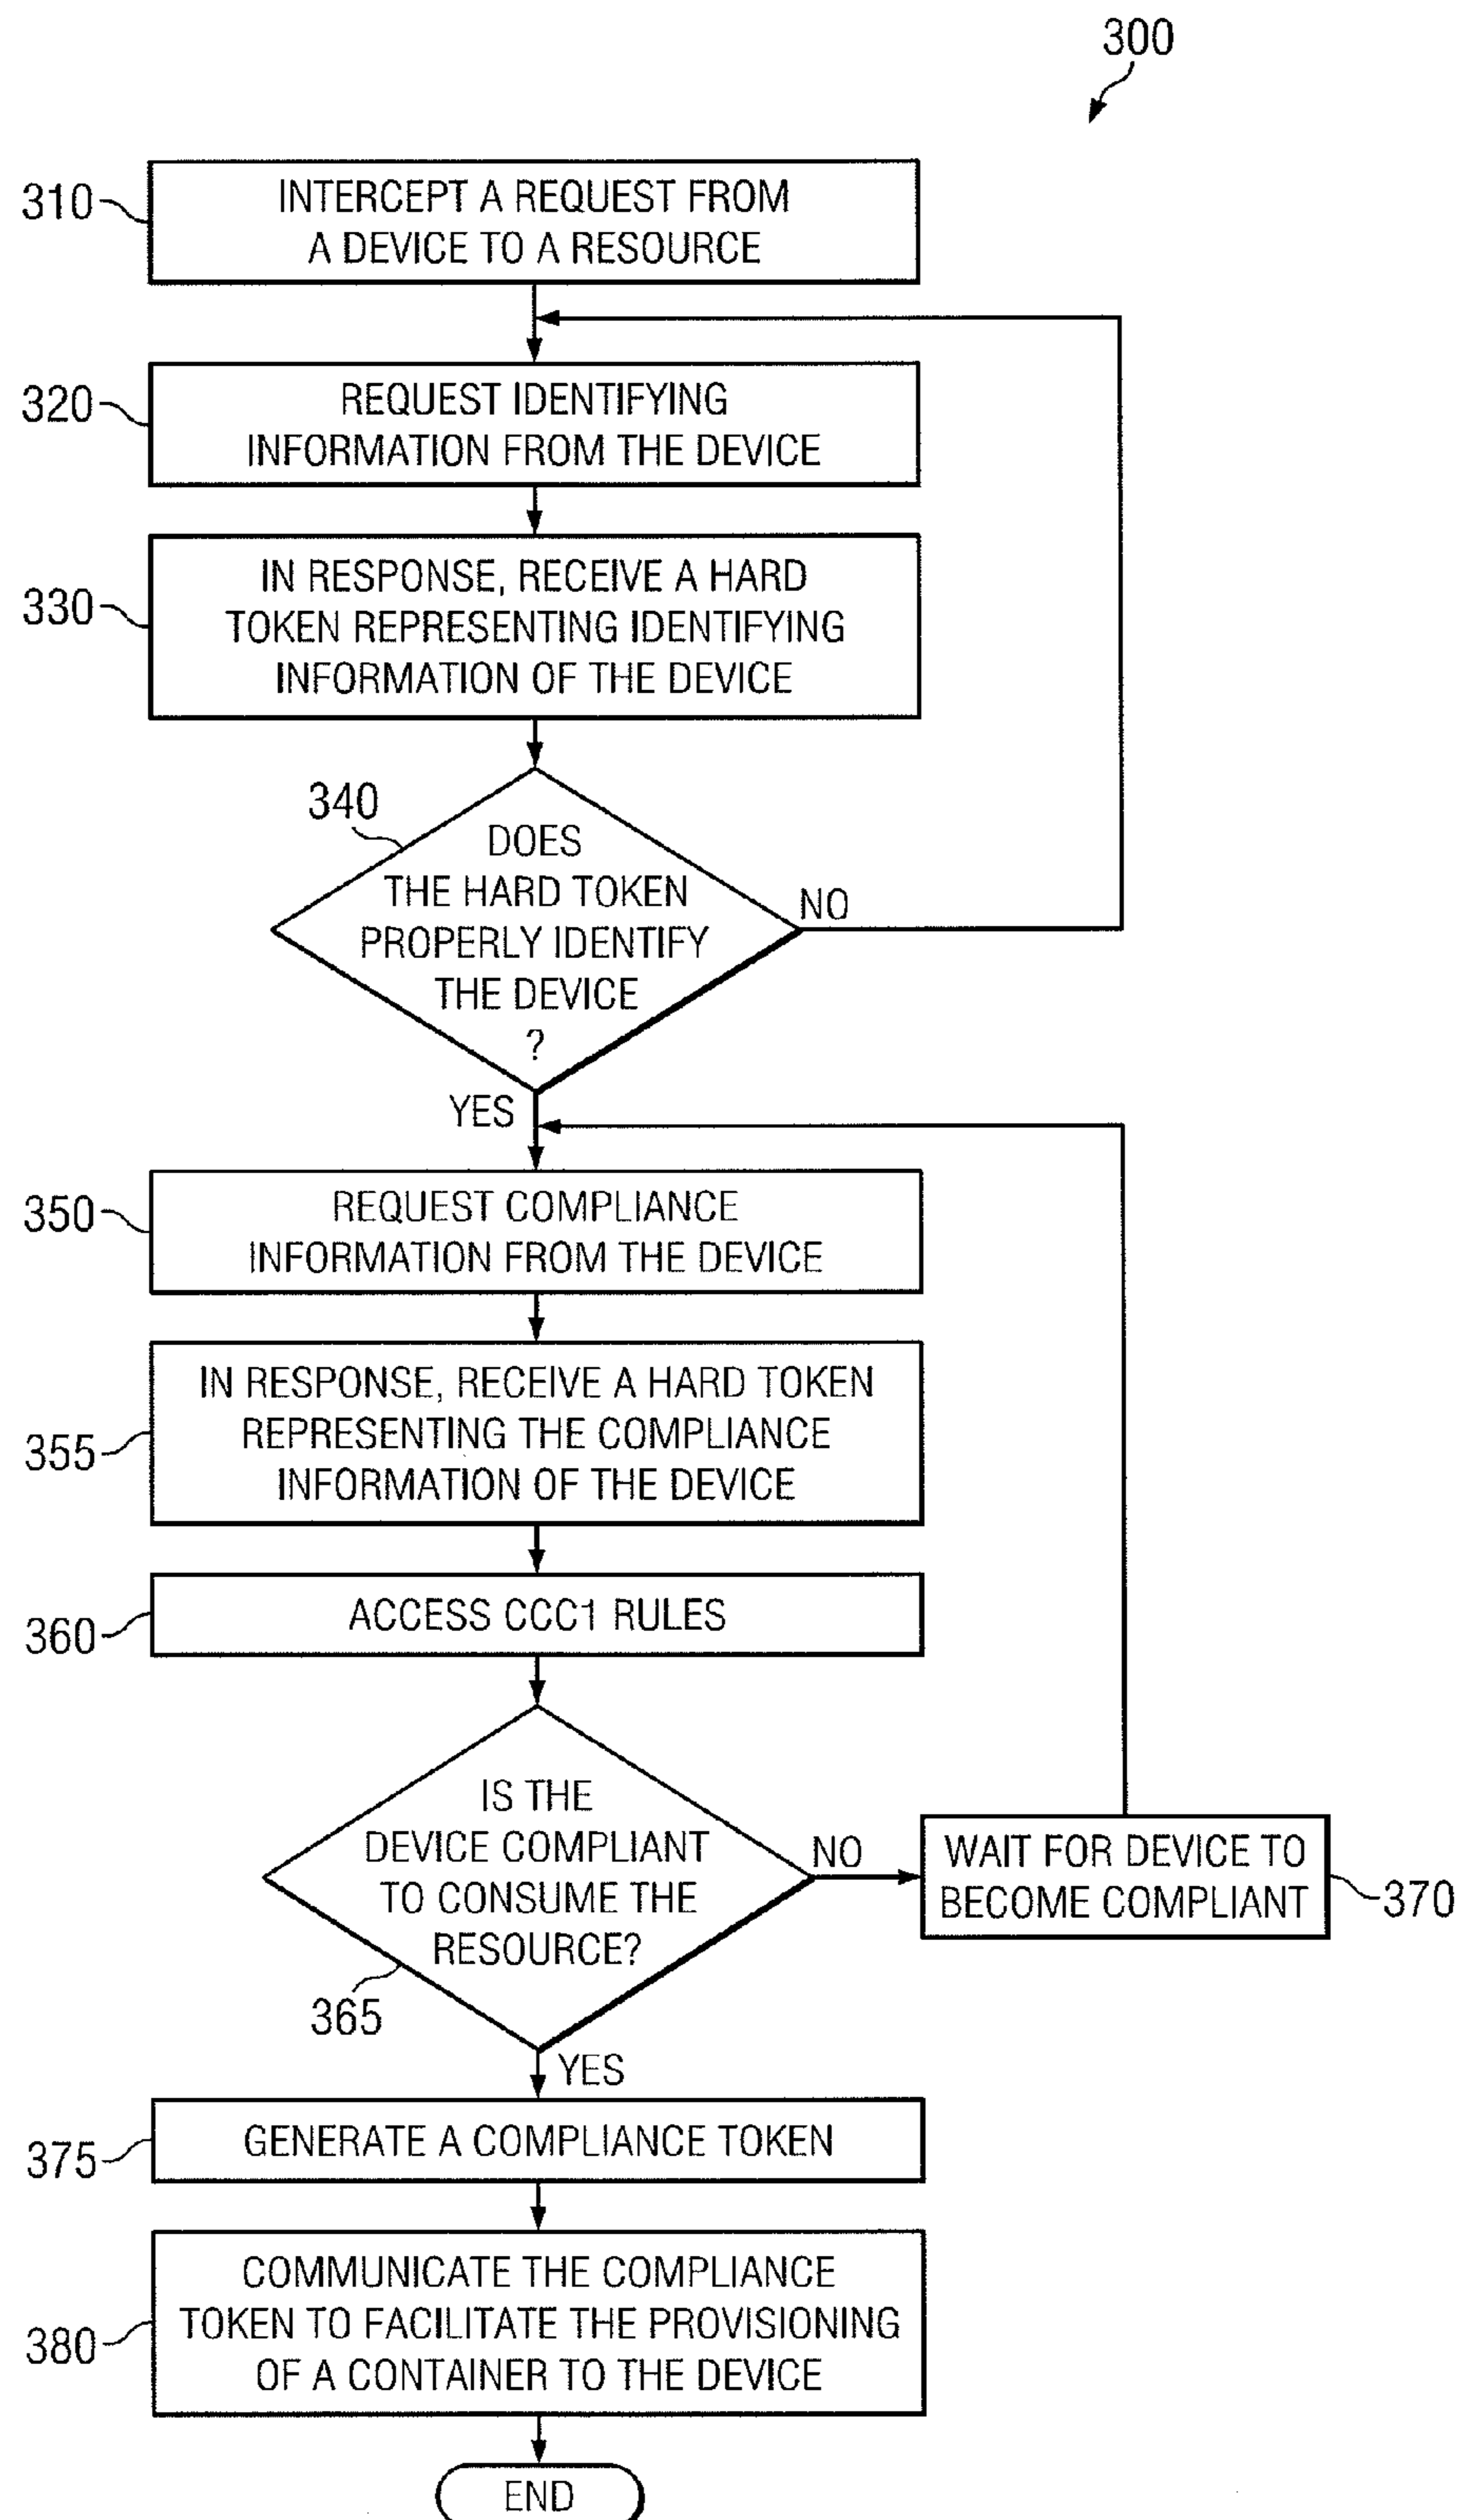 300
310
INTERCEPT A REQUEST FROM
A DEVICE TO A RESOURCE
320
REQUEST IDENTIFYING
INFORMATION FROM THE DEVICE
330
IN RESPONSE, RECEIVE A HARD
TOKEN REPRESENTING IDENTIFYING
INFORMATION OF THE DEVICE
340
DOES
THE HARD TOKEN
PROPERLY IDENTIFY
THE DEVICE
?
NO
YES
350
REQUEST COMPLIANCE
INFORMATION FROM THE DEVICE
355
IN RESPONSE, RECEIVE A HARD TOKEN
REPRESENTING THE COMPLIANCE
INFORMATION OF THE DEVICE
360
ACCESS CCC1 RULES
IS THE
DEVICE COMPLIANT
TO CONSUME THE
RESOURCE?
365
NO
WAIT FOR DEVICE TO
BECOME COMPLIANT
370
YES
375
GENERATE A COMPLIANCE TOKEN
380
COMMUNICATE THE COMPLIANCE
TOKEN TO FACILITATE THE PROVISIONING
OF A CONTAINER TO THE DEVICE
END